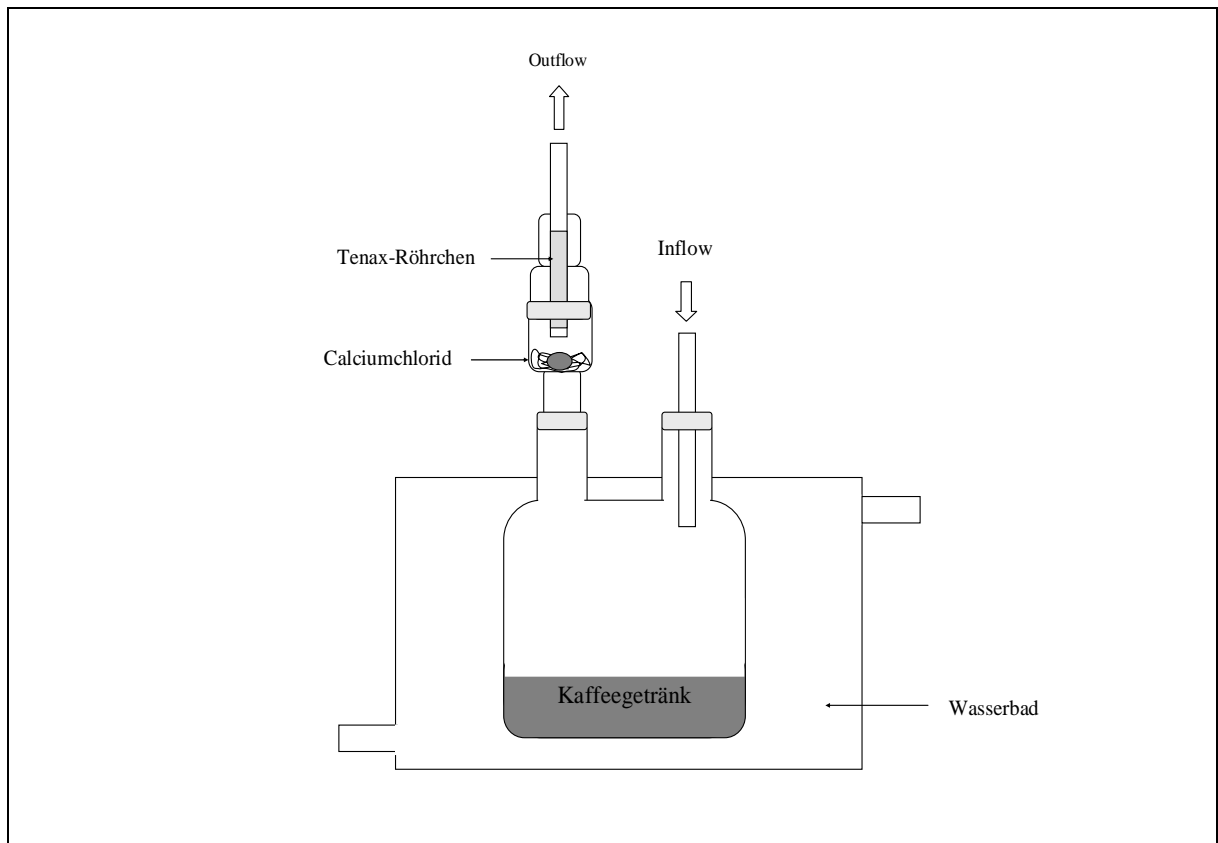 Outflow
Tenax-Röhrchen
Inflow
Calciumchlorid
Kaffeegetränk
Wasserbad